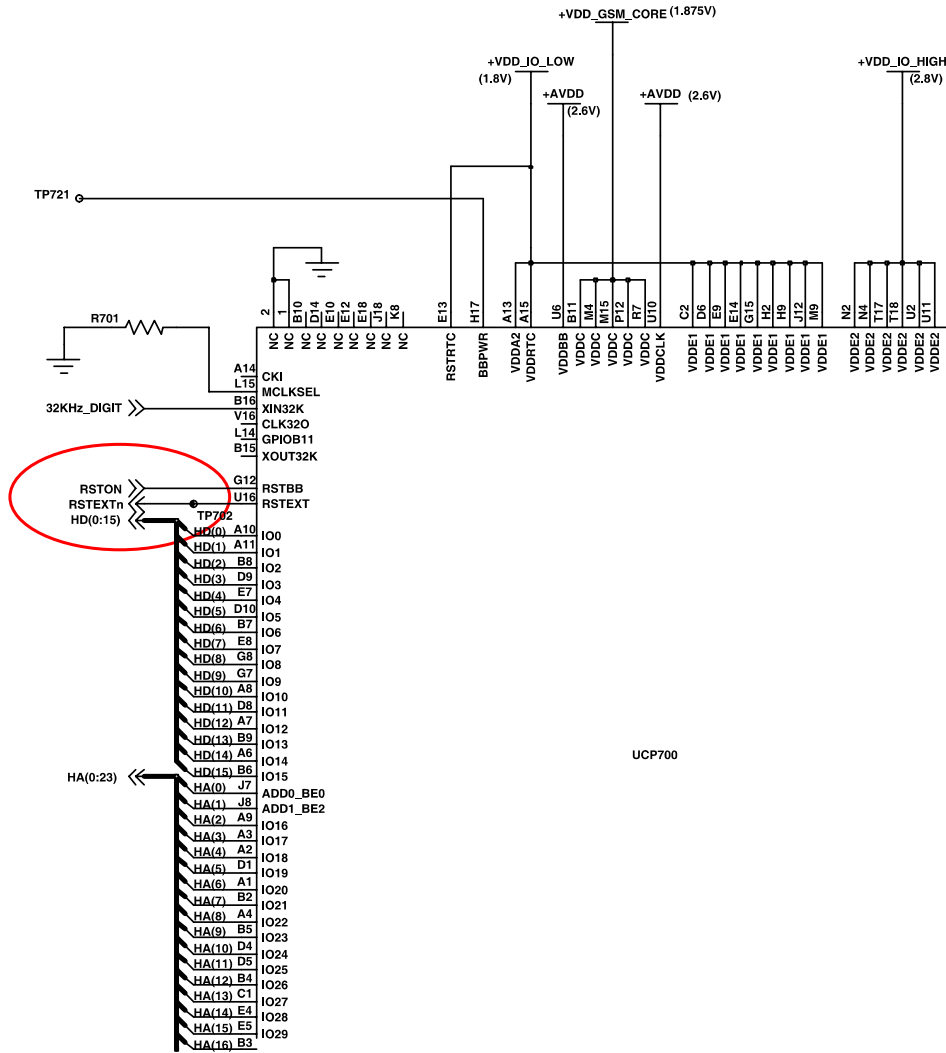 +VDD_GSM_CORE (1.875V)
+VDD_IO_LOW
(1.8V)
+VDD_IO_HIGH
(2.8V)
+AVDD
(2.6V)
+AVDD (2.6V)
TP721
2 1 B10 D14 E10 E12 E18 J18 K8 E13 H17 A13 A15 U6 B11 M4 M15 P12 R7 U10 C2 D6 E9 E14 G15 H2 H9 J12 M9 N2 N4 T17 T18 U2 U11
NC NC NC NC NC NC NC NC NC RSTRTC BBPWR VDDA2 VDDRTC VDDBB VDDC VDDC VDDC VDDC VDDC VDDCLK VDDE1 VDDE1 VDDE1 VDDE1 VDDE1 VDDE1 VDDE1 VDDE1 VDDE1 VDDE2 VDDE2 VDDE2 VDDE2 VDDE2 VDDE2
R701
A14 CKI
L15 MCLKSEL
32KHz_DIGIT B16 XIN32K
V16 CLK32O
L14 GPIOB11
B15 XOUT32K
RSTON G12 RSTBB
RSTEXTn U16 RSTEXT
HD(0:15) TP702
HD(0) A10 IO0
HD(1) A11 IO1
HD(2) B8 IO2
HD(3) D9 IO3
HD(4) E7 IO4
HD(5) D10 IO5
HD(6) B7 IO6
HD(7) E8 IO7
HD(8) G8 IO8
HD(9) G7 IO9
HD(10) A8 IO10
HD(11) D8 IO11
HD(12) A7 IO12
HD(13) B9 IO13
HD(14) A6 IO14
HD(15) B6 IO15
UCP700
HA(0:23)
HA(0) J7 ADD0_BE0
HA(1) J8 ADD1_BE2
HA(2) A9 IO16
HA(3) A3 IO17
HA(4) A2 IO18
HA(5) D1 IO19
HA(6) A1 IO20
HA(7) B2 IO21
HA(8) A4 IO22
HA(9) B5 IO23
HA(10) D4 IO24
HA(11) D5 IO25
HA(12) B4 IO26
HA(13) C1 IO27
HA(14) E4 IO28
HA(15) E5 IO29
HA(16) B3